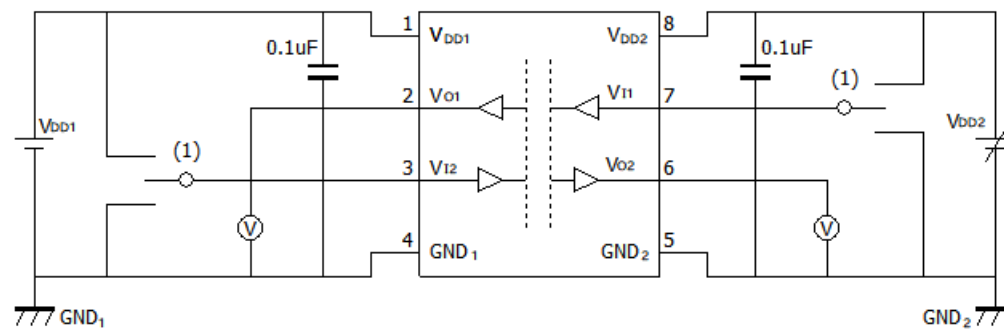 1
VDD1
VDD2
8
0.1uF
0.1uF
2
VO1
VI1
7
(1)
VDD1
VDD2
(1)
3
VI2
VO2
6
V
V
4
GND1
GND2
5
GND1
GND2